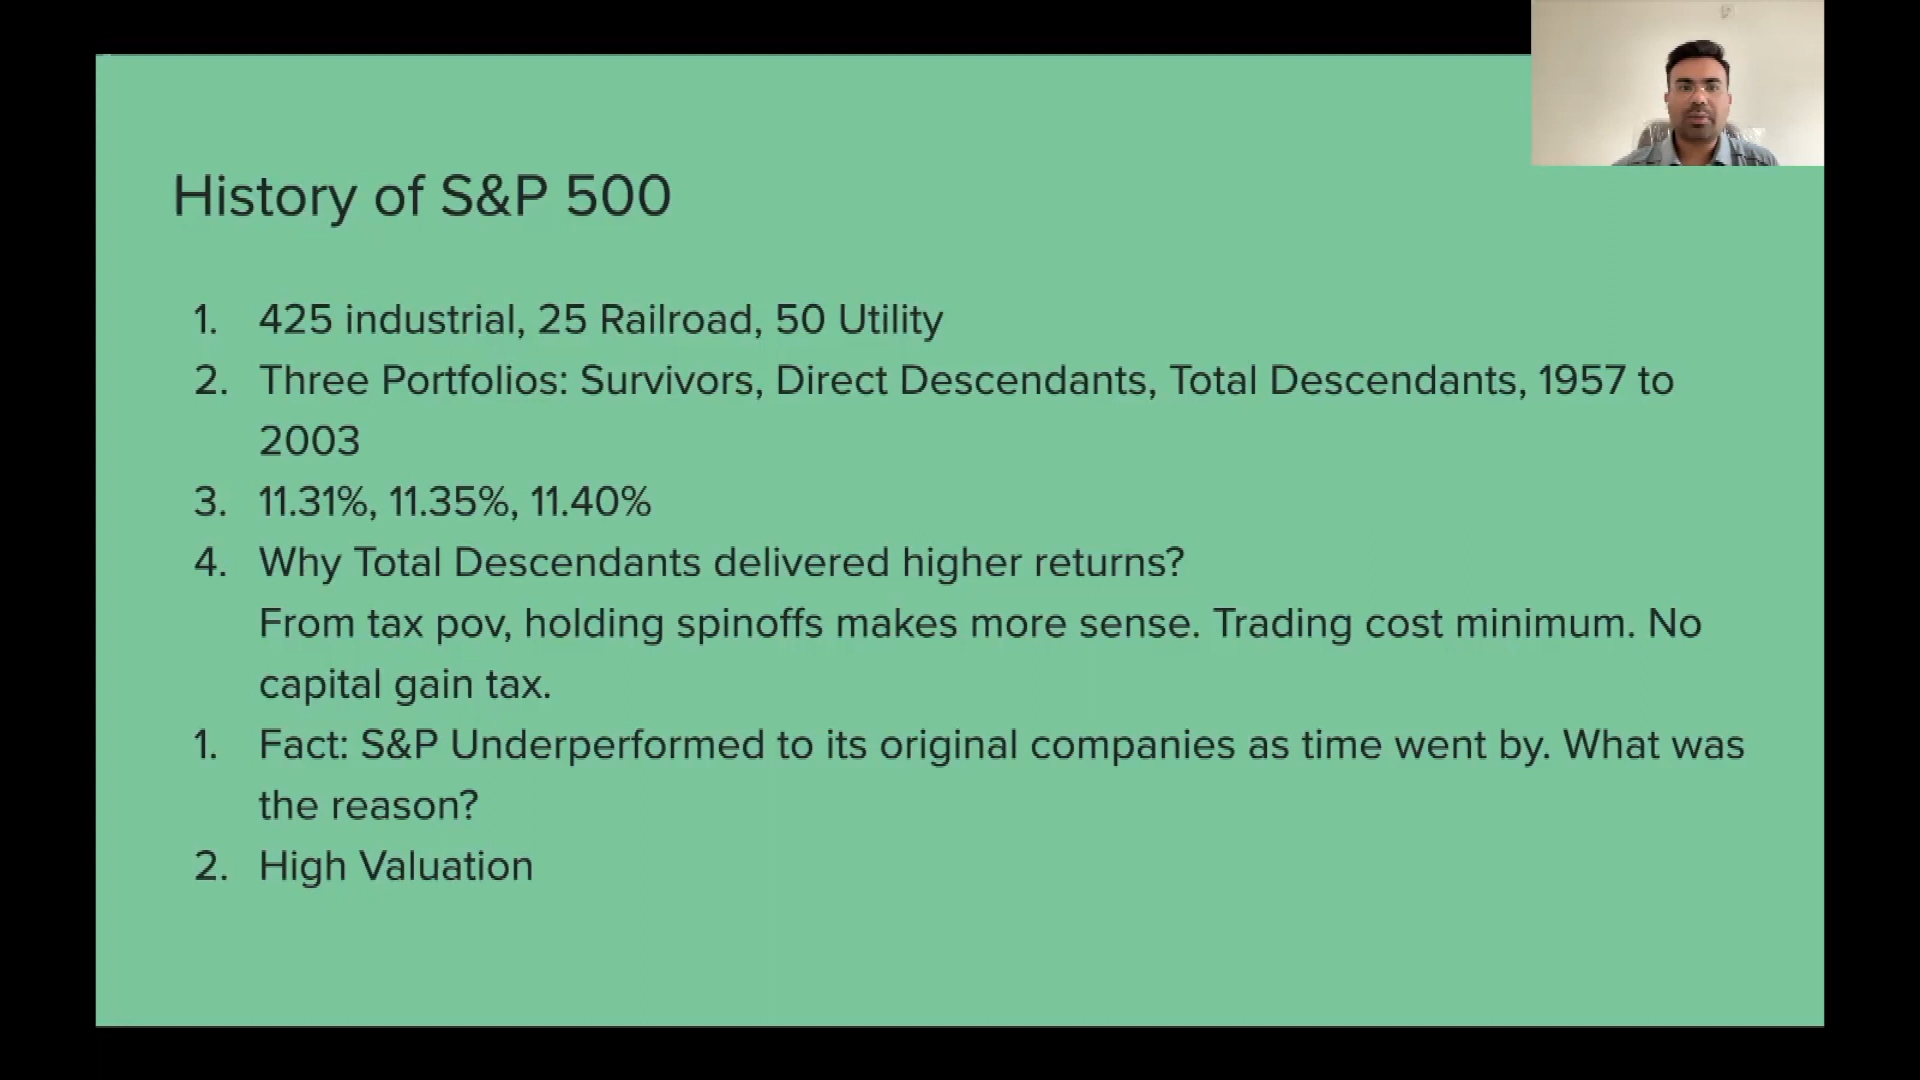 History of S&P 500
1. 425 industrial, 25 Railroad, 50 Utility
2. Three Portfolios: Survivors, Direct Descendants, Total Descendants, 1957 to
2003
3. 11.31%, 11.35%, 11.40%
4. Why Total Descendants delivered higher returns?
From tax pov, holding spinoffs makes more sense. Trading cost minimum. No
capital gain tax.
1. Fact: S&P Underperformed to its original companies as time went by. What was
the reason?
2. High Valuation